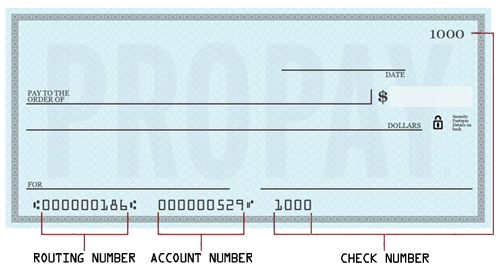 PROPAY
1000
DATE
PAY TO THE
ORDER OF
$
DOLLARS
Security
Features
Details on
back
FOR
⑆000000186⑆ 000000529⑈ 1000
ROUTING NUMBER ACCOUNT NUMBER CHECK NUMBER